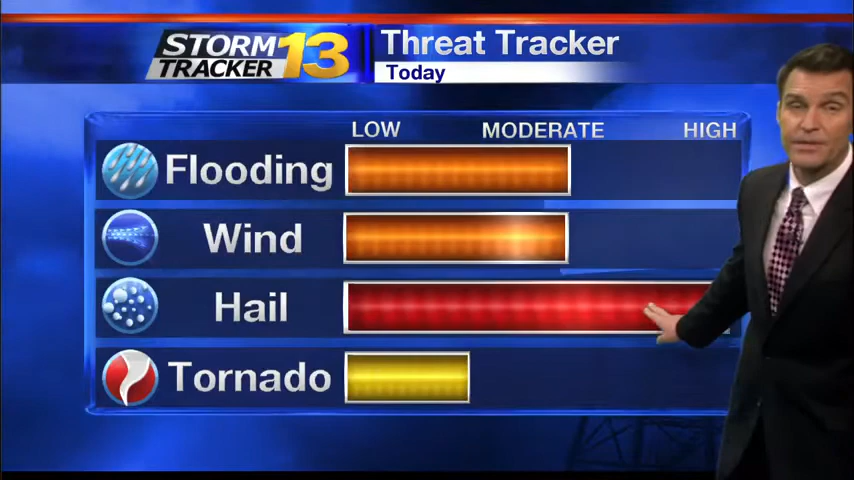 STORM
TRACKER 13
Threat Tracker
Today
LOW MODERATE HIGH
Flooding
Wind
Hail
Tornado